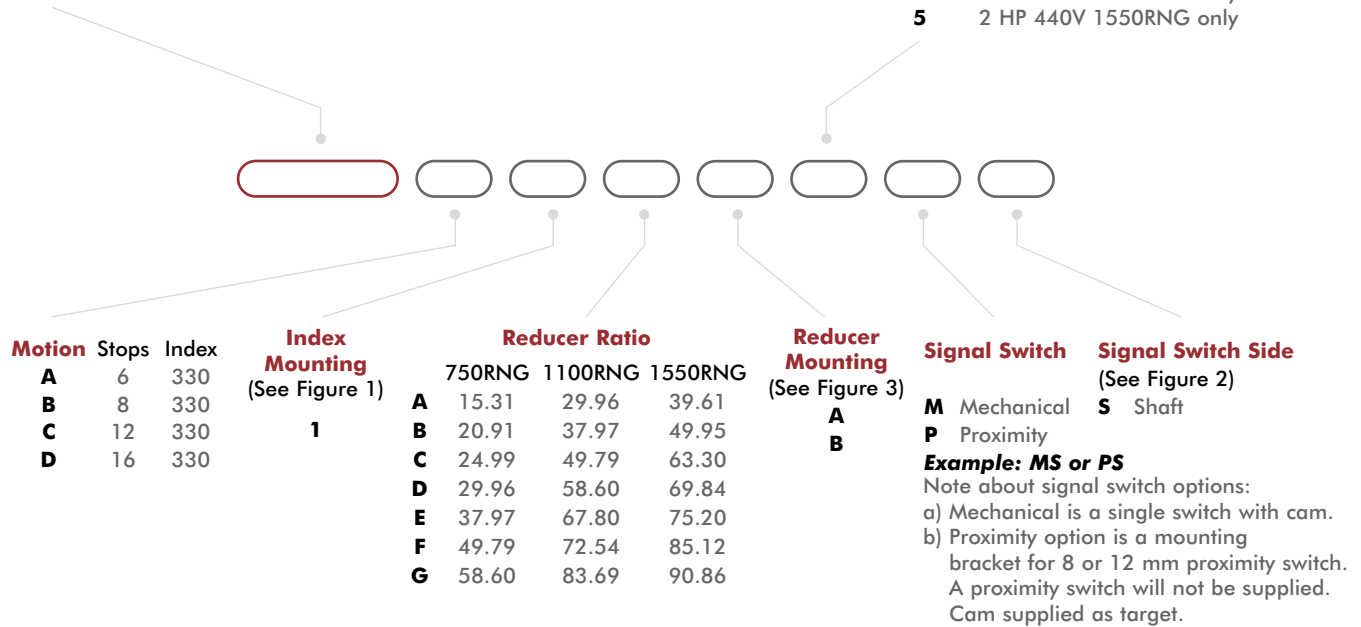 5 2 HP 440V 1550RNG only
Motion Stops Index
A 6 330
B 8 330
C 12 330
D 16 330
Index
Mounting
(See Figure 1)
1
Reducer Ratio
750RNG 1100RNG 1550RNG
A 15.31 29.96 39.61
B 20.91 37.97 49.95
C 24.99 49.79 63.30
D 29.96 58.60 69.84
E 37.97 67.80 75.20
F 49.79 72.54 85.12
G 58.60 83.69 90.86
Reducer
Mounting
(See Figure 3)
A
B
Signal Switch
M Mechanical
P Proximity
Signal Switch Side
(See Figure 2)
S Shaft
Example: MS or PS
Note about signal switch options:
a) Mechanical is a single switch with cam.
b) Proximity option is a mounting
bracket for 8 or 12 mm proximity switch.
A proximity switch will not be supplied.
Cam supplied as target.